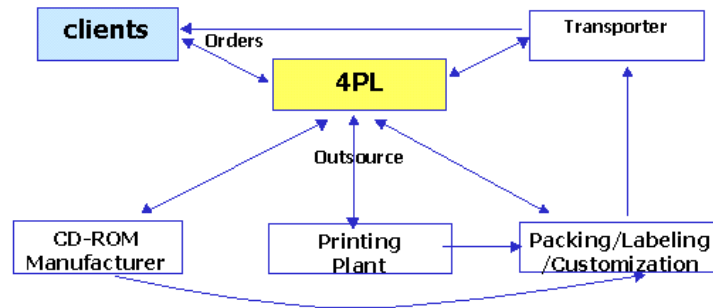 clients
Transporter
Orders
4PL
Outsource
CD-ROM
Manufacturer
Printing
Plant
Packing/Labeling
/Customization